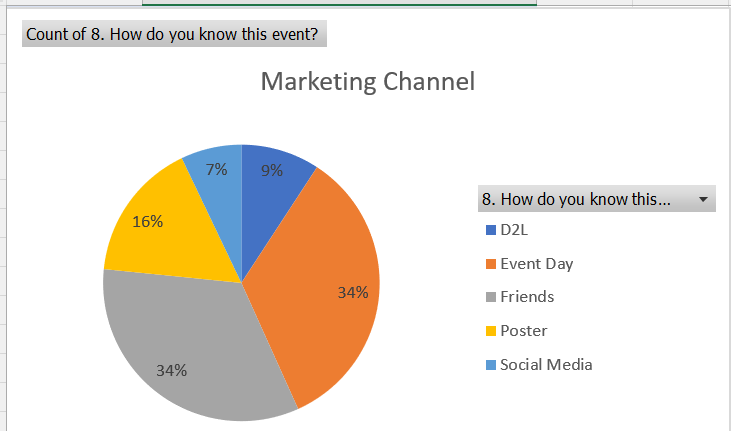 Count of 8. How do you know this event?
Marketing Channel
7%
9%
16%
34%
34%
8. How do you know this...
D2L
Event Day
Friends
Poster
Social Media